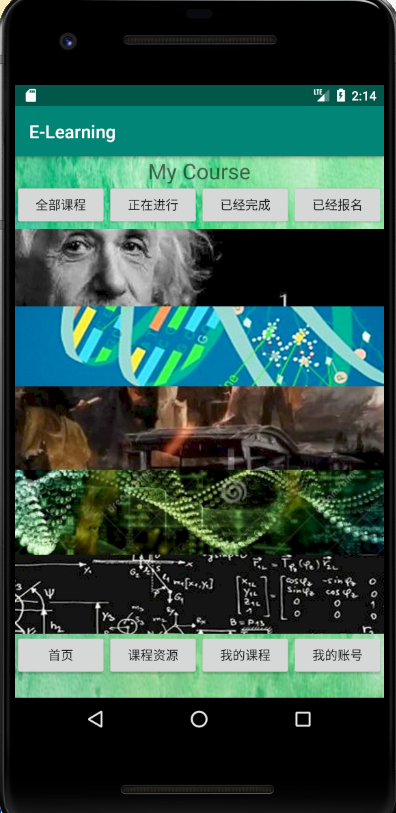 LTE 2:14
E-Learning
My Course
全部课程 正在进行 已经完成 已经报名
首页 课程资源 我的课程 我的账号